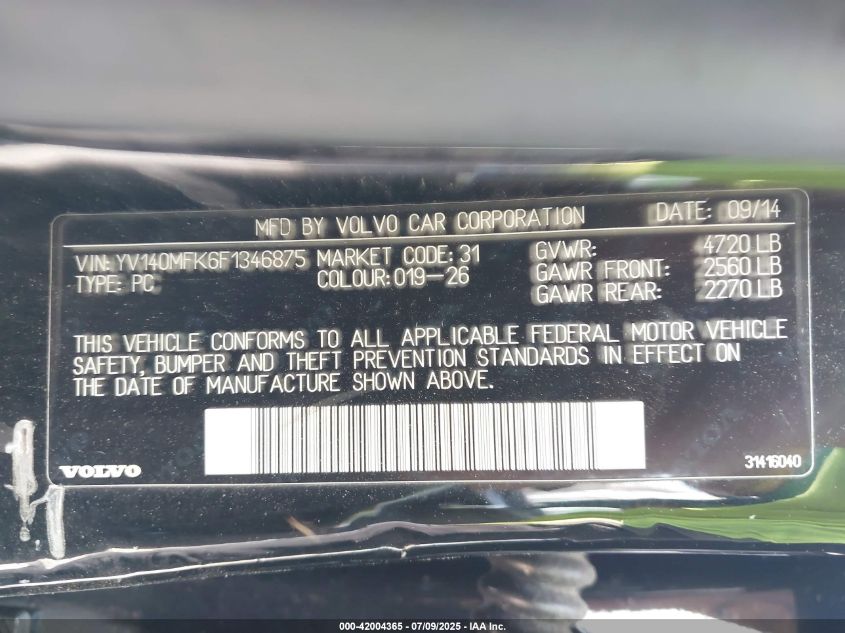 MFD BY VOLVO CAR CORPORATION DATE: 09/14
VIN: YV140MFK6F1346875 MARKET CODE: 31 GVWR: 4720 LB
TYPE: PC COLOUR: 019-26 GAWR FRONT: 2560 LB
GAWR REAR: 2270 LB
THIS VEHICLE CONFORMS TO ALL APPLICABLE FEDERAL MOTOR VEHICLE
SAFETY, BUMPER AND THEFT PREVENTION STANDARDS IN EFFECT ON
THE DATE OF MANUFACTURE SHOWN ABOVE.
VOLVO 31416040
000-42004365 - 07/09/2025 - IAA Inc.